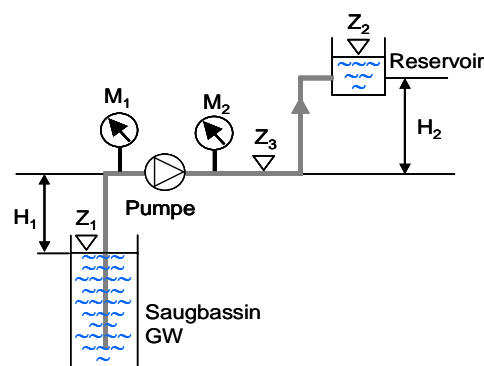 Z2
Reservoir
M1
M2
Z3
H2
H1
Z1
Pumpe
Saugbassin
GW